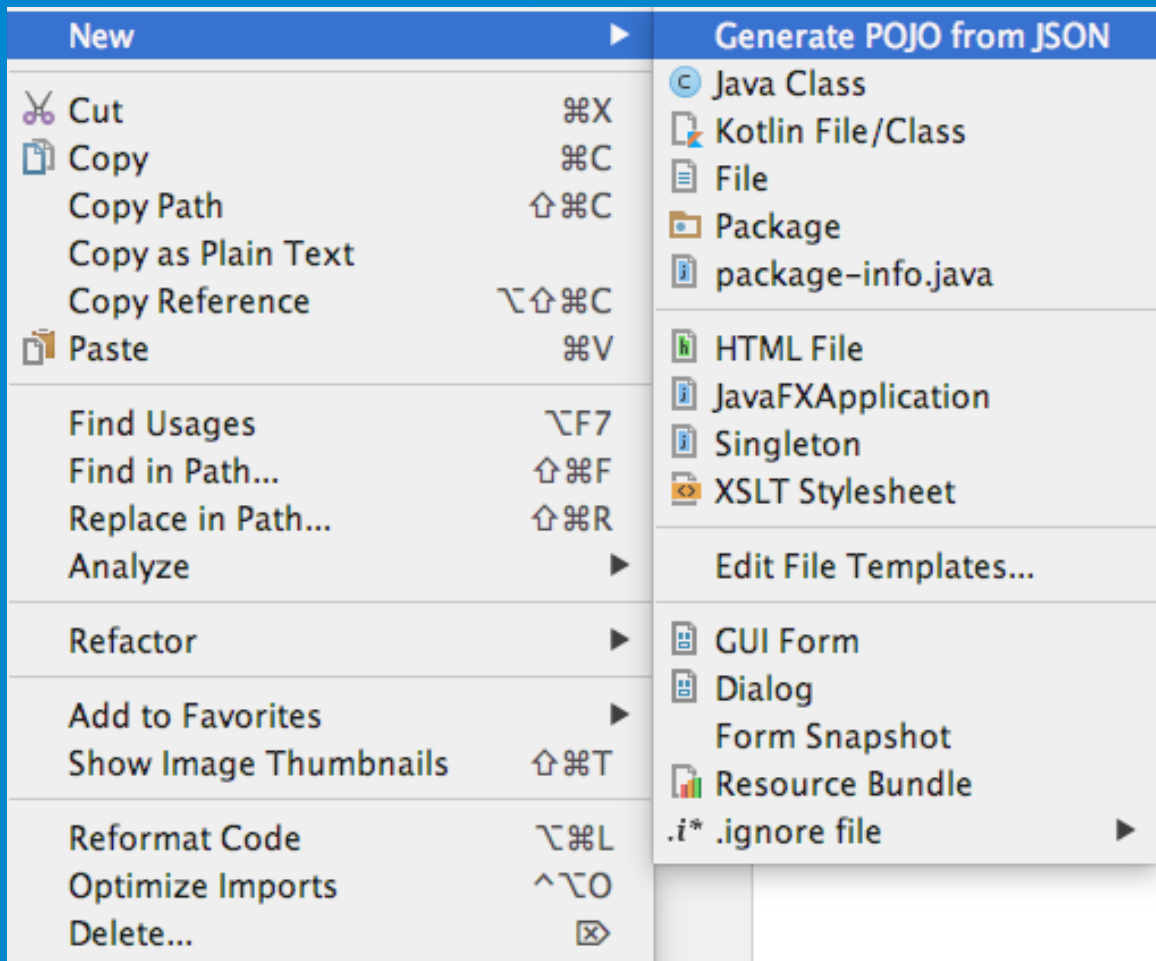 New
Cut ⌘X
Copy ⌘C
Copy Path ⇧⌘C
Copy as Plain Text
Copy Reference ⌥⇧⌘C
Paste ⌘V
Find Usages ⌥F7
Find in Path... ⇧⌘F
Replace in Path... ⇧⌘R
Analyze
Refactor
Add to Favorites
Show Image Thumbnails ⇧⌘T
Reformat Code ⌥⌘L
Optimize Imports ^⌥O
Delete... ⌦
Generate POJO from JSON
Java Class
Kotlin File/Class
File
Package
package-info.java
HTML File
JavaFXApplication
Singleton
XSLT Stylesheet
Edit File Templates...
GUI Form
Dialog
Form Snapshot
Resource Bundle
.i* .ignore file